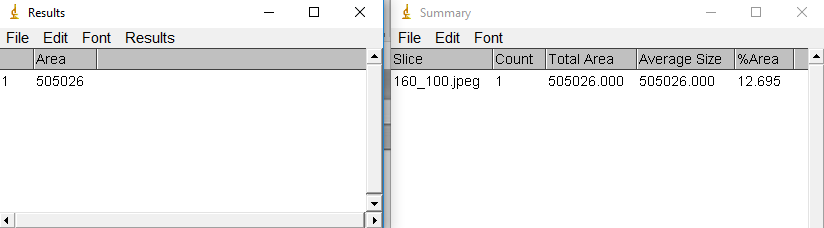 Results
File Edit Font Results
Area
1 505026
Summary
File Edit Font
Slice Count Total Area Average Size %Area
160_100.jpeg 1 505026.000 505026.000 12.695